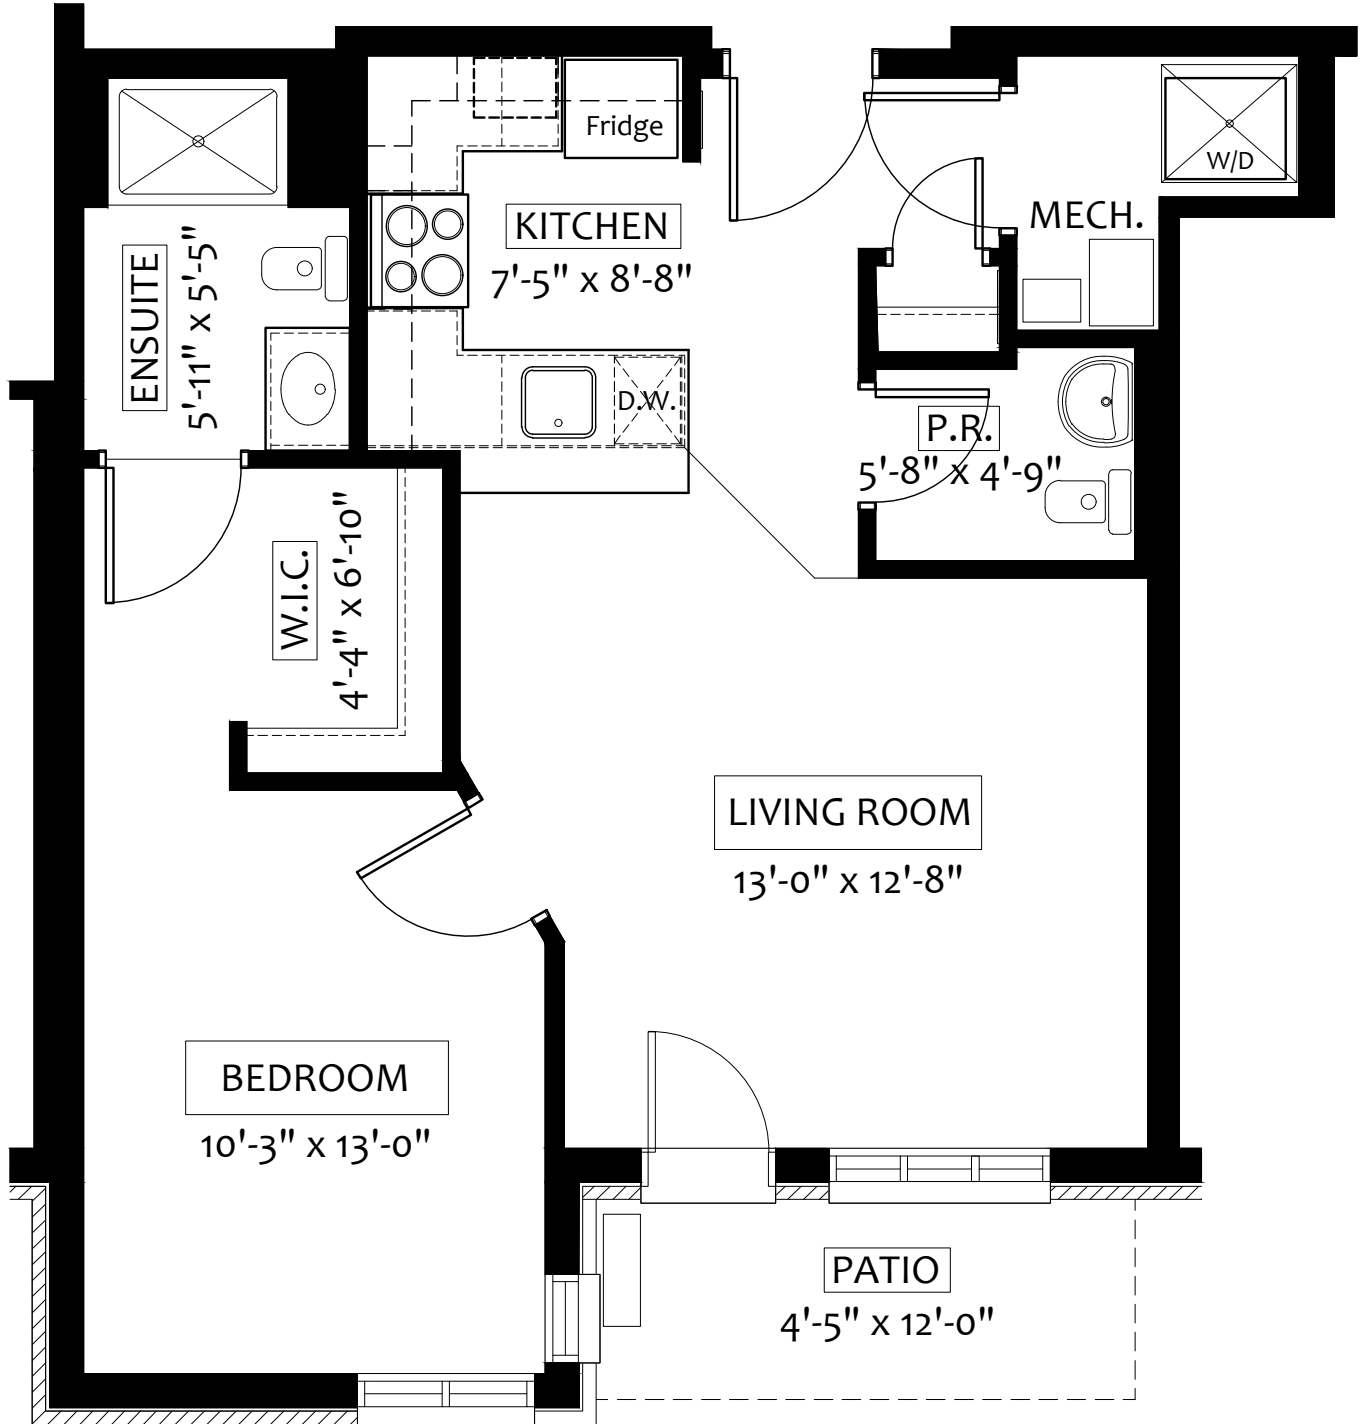 Fridge
W/D
KITCHEN
7'-5" x 8'-8"
MECH.
ENSUITE
5'-11" x 5'-5"
D.W.
P.R.
5'-8" x 4'-9"
W.I.C.
4'-4" x 6'-10"
LIVING ROOM
13'-0" x 12'-8"
BEDROOM
10'-3" x 13'-0"
PATIO
4'-5" x 12'-0"